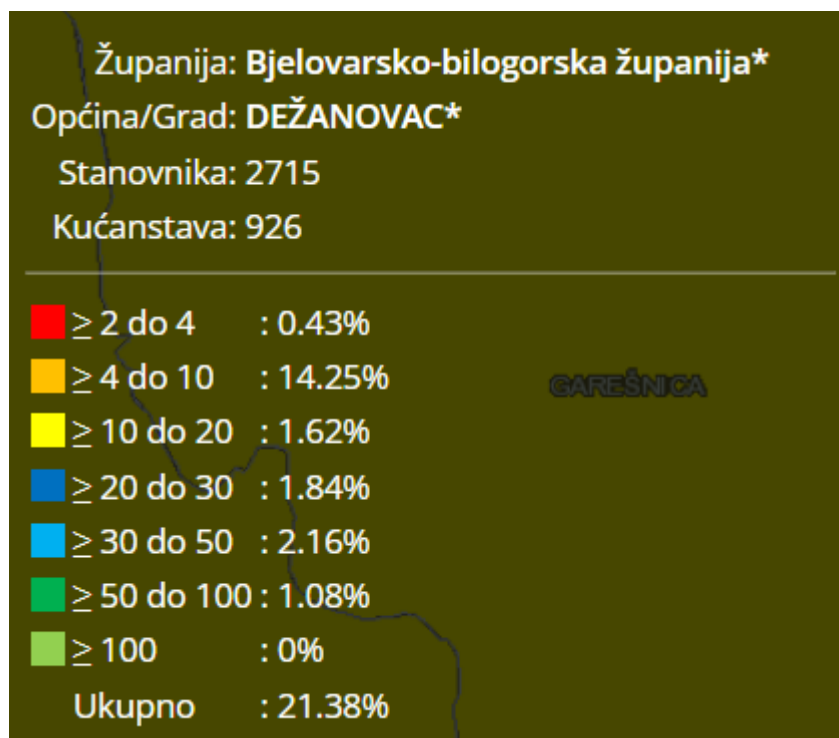 Županija: Bjelovarsko-bilogorska županija*
Općina/Grad: DEŽANOVAC*
Stanovnika: 2715
Kućanstava: 926
≥ 2 do 4 : 0.43%
≥ 4 do 10 : 14.25%
GAREŠNICA
≥ 10 do 20 : 1.62%
≥ 20 do 30 : 1.84%
≥ 30 do 50 : 2.16%
≥ 50 do 100 : 1.08%
≥ 100 : 0%
Ukupno : 21.38%